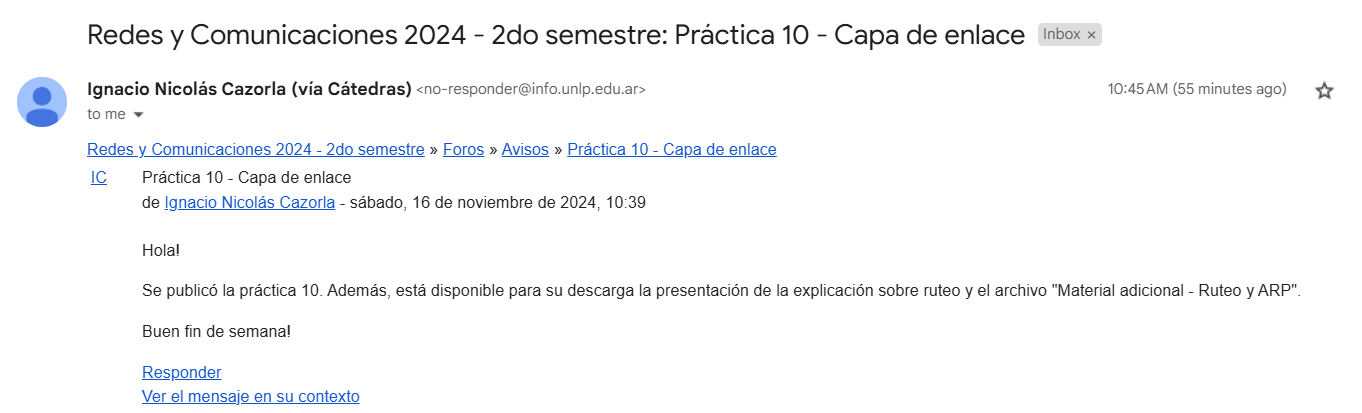 Redes y Comunicaciones 2024 - 2do semestre: Práctica 10 - Capa de enlace Inbox ×
Ignacio Nicolás Cazorla (vía Cátedras) <no-responder@info.unlp.edu.ar> 10:45 AM (55 minutes ago)
to me
Redes y Comunicaciones 2024 - 2do semestre » Foros » Avisos » Práctica 10 - Capa de enlace
IC Práctica 10 - Capa de enlace
de Ignacio Nicolás Cazorla - sábado, 16 de noviembre de 2024, 10:39
Hola!
Se publicó la práctica 10. Además, está disponible para su descarga la presentación de la explicación sobre ruteo y el archivo "Material adicional - Ruteo y ARP".
Buen fin de semana!
Responder
Ver el mensaje en su contexto